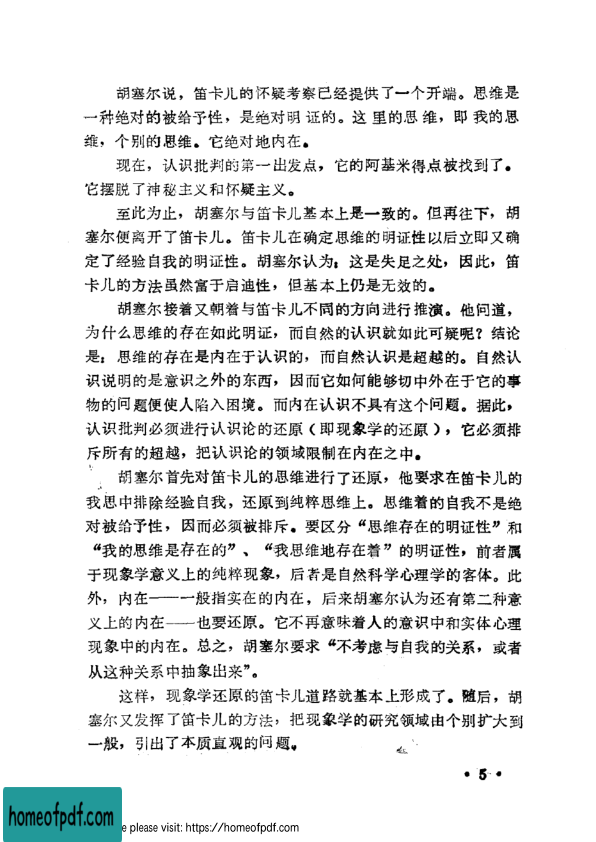 胡塞尔说，笛卡儿的怀疑考察已经提供了一个开端。思维是
一种绝对的被给予性，是绝对明证的。这里的思维，即我的思
维，个别的思维。它绝对地内在。
现在，认识批判的第一出发点，它的阿基米得点被找到了。
它摆脱了神秘主义和怀疑主义。
至此为止，胡塞尔与笛卡儿基本上是一致的。但再往下，胡
塞尔便离开了笛卡儿。笛卡儿在确定思维的明证性以后立即又确
定了经验自我的明证性。胡塞尔认为：这是失足之处，因此，笛
卡儿的方法虽然富于启迪性，但基本上仍是无效的。
胡塞尔接着又朝着与笛卡儿不同的方向进行推演。他问道，
为什么思维的存在如此明证，而自然的认识就如此可疑呢？结论
是：思维的存在是内在于认识的，而自然认识是超越的。自然认
识说明的是意识之外的东西，因而它如何能够切中外在于它的事
物的问题便使人陷入困境。而内在认识不具有这个问题。据此，
认识批判必须进行认识论的还原（即现象学的还原），它必须排
斥所有的超越，把认识论的领域限制在内在之中。
胡塞尔首先对笛卡儿的思维进行了还原，他要求在笛卡儿的
我思中排除经验自我，还原到纯粹思维上。思维着的自我不是绝
对被给予性，因而必须被排斥。要区分“思维存在的明证性”和
“我的思维是存在的”、“我思维地存在着”的明证性，前者属
于现象学意义上的纯粹现象，后者是自然科学心理学的客体。此
外，内在——一般指实在的内在，后来胡塞尔认为还有第二种意
义上的内在——也要还原。它不再意味着人的意识中和实体心理
现象中的内在。总之，胡塞尔要求“不考虑与自我的关系，或者
从这种关系中抽象出来”。
这样，现象学还原的笛卡儿道路就基本上形成了。随后，胡
塞尔又发挥了笛卡儿的方法，把现象学的研究领域由个别扩大到
一般，引出了本质直观的问题。
• 5 •
homeofpdf.com
e please visit: https://homeofpdf.com